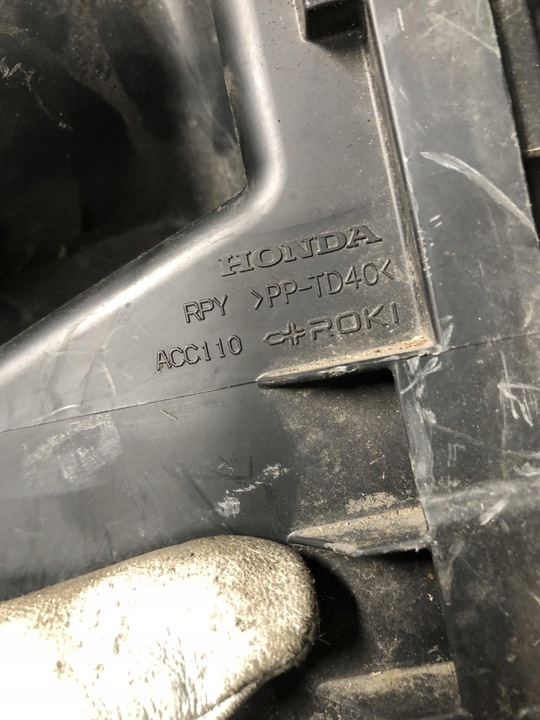 HONDA
RPY >PP-TD40<
ACC110 ROKI